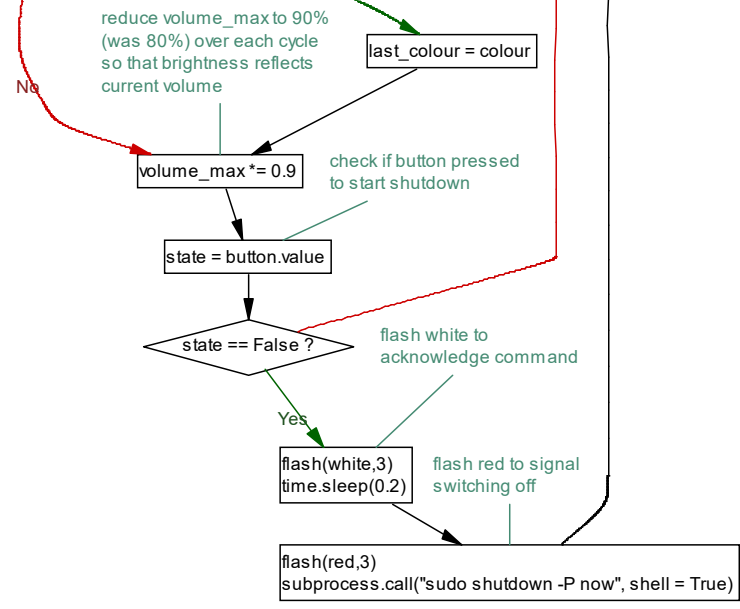 reduce volume_max to 90%
(was 80%) over each cycle
so that brightness reflects
current volume
last_colour = colour
No
volume_max *= 0.9
check if button pressed
to start shutdown
state = button.value
state == False ?
flash white to
acknowledge command
Yes
flash(white,3)
time.sleep(0.2)
flash red to signal
switching off
flash(red,3)
subprocess.call("sudo shutdown -P now", shell = True)